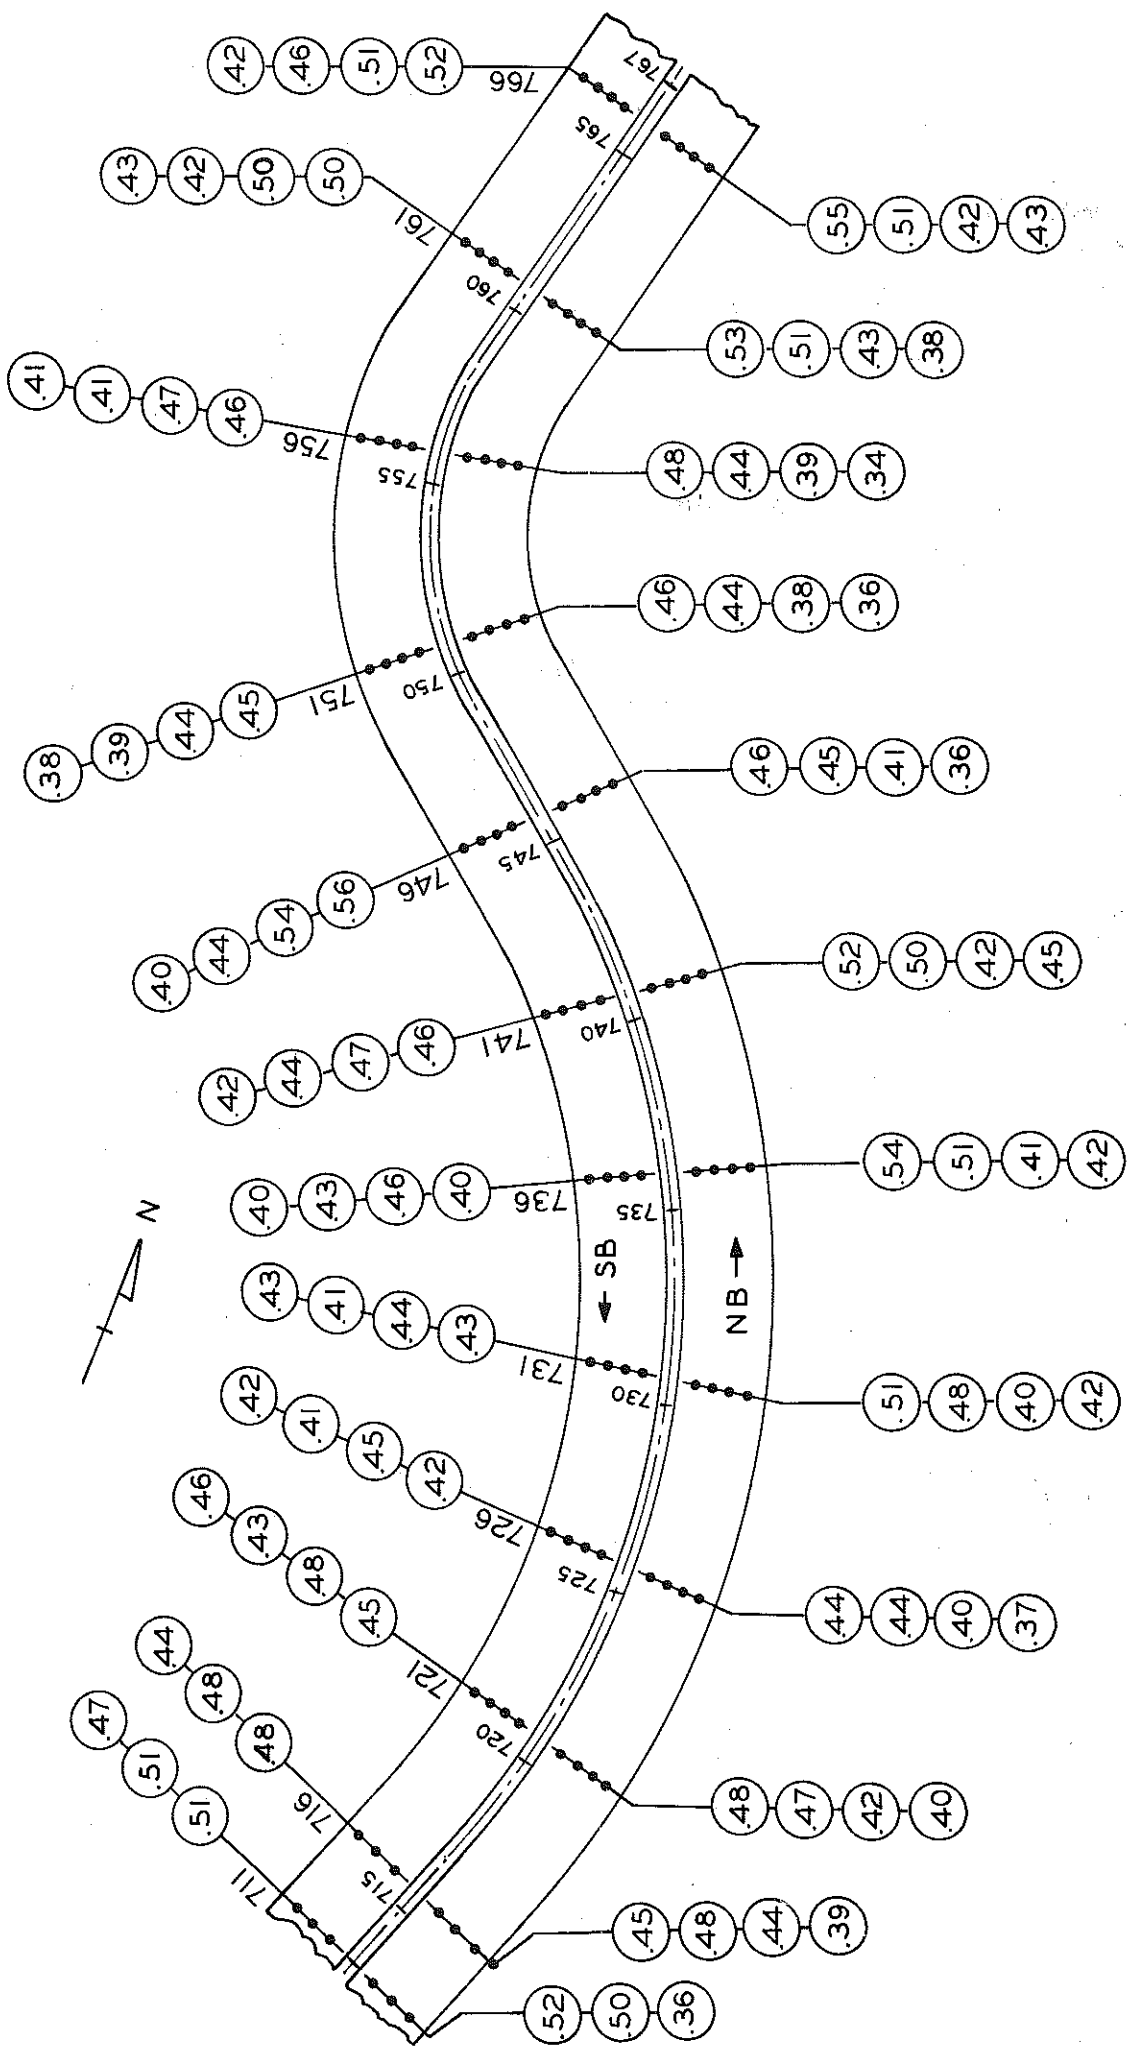 .47 .51 .51 711
.44 .48 .48 716
.46 .43 .48 .45 721
.42 .41 .45 .42 726
.43 .41 .44 .43 731
.40 .43 .46 .40 736
.42 .44 .47 .46 741
.40 .44 .54 .56 746
.38 .39 .44 .45 751
.41 .41 .47 .46 756
.43 .42 .50 .50 761
.42 .46 .51 .52 766
N
← SB
NB →
715
720
725
730
735
740
745
750
755
760
765
767
.52 .50 .36
.45 .48 .44 .39
.48 .47 .42 .40
.44 .44 .40 .37
.51 .48 .40 .42
.54 .51 .41 .42
.52 .50 .42 .45
.46 .45 .41 .36
.46 .44 .38 .36
.48 .44 .39 .34
.53 .51 .43 .38
.55 .51 .42 .43